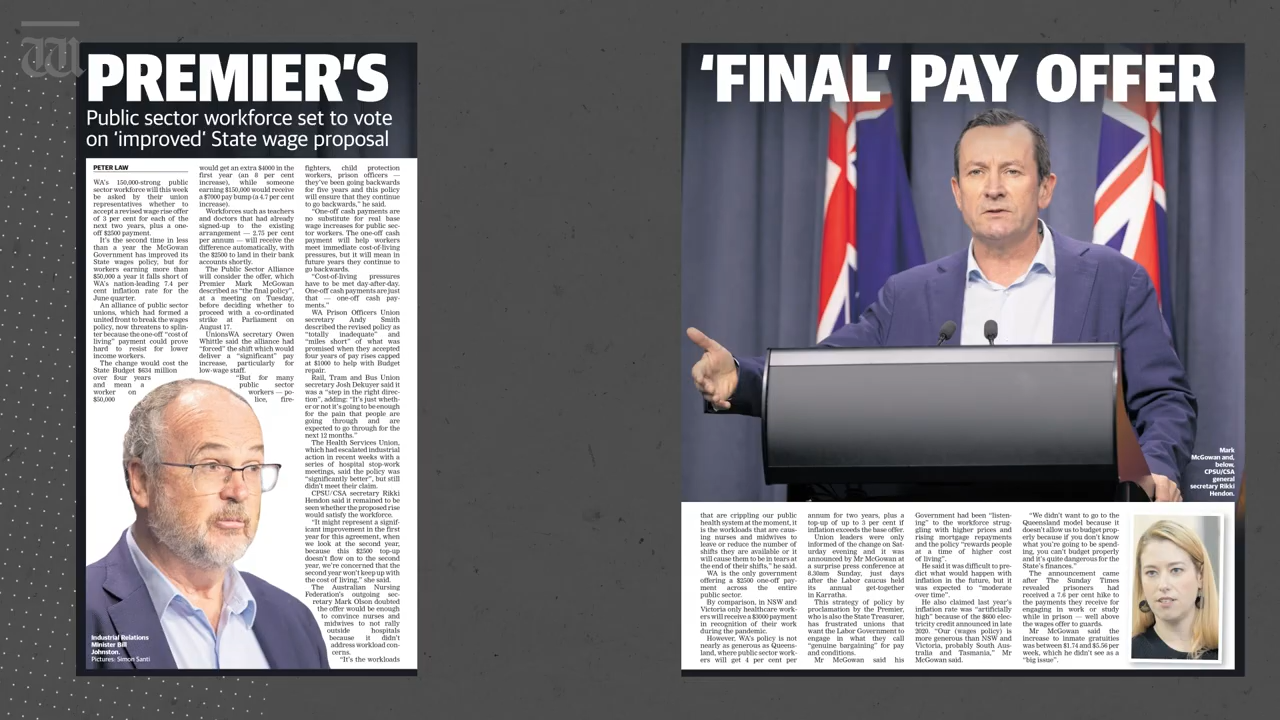 W
PREMIER'S
Public sector workforce set to vote
on 'improved' State wage proposal
PETER LAW
WA's 150,000-strong public
sector workforce will this week
be asked by their union
representatives whether to
accept a revised wage rise offer
of 3 per cent for each of the
next two years, plus a one-
off $2500 payment.
It's the second time in less
than a year the McGowan
Government has improved its
State wages policy, but for
workers earning more than
$50,000 a year it falls short of
WA's nation-leading 7.4 per
cent inflation rate for the
June quarter.
An alliance of public sector
unions, which had formed a
united front to break the wages
policy, now threatens to splin-
ter because the one-off "cost of
living" payment could prove
hard to resist for lower
income workers.
The change would cost the
State Budget $634 million
over four years
and mean a
worker on
$50,000
would get an extra $4000 in the
first year (an 8 per cent
increase), while someone
earning $150,000 would receive
a $7000 pay bump (a 4.7 per cent
increase).
Workforces such as teachers
and doctors that had already
signed-up to the existing
arrangement — 2.75 per cent
per annum — will receive the
difference automatically, with
the $2500 to land in their bank
accounts shortly.
The Public Sector Alliance
will consider the offer, which
Premier Mark McGowan
described as "the final policy",
at a meeting on Tuesday,
before deciding whether to
proceed with a co-ordinated
strike at Parliament on
August 17.
UnionsWA secretary Owen
Whittle said the alliance had
"forced" the shift which would
deliver a "significant" pay
increase, particularly for
low-wage staff.
"But for many
public sector
workers — po-
lice, fire-
fighters, child protection
workers, prison officers —
they've been going backwards
for five years and this policy
will ensure that they continue
to go backwards," he said.
"One-off cash payments are
no substitute for real base
wage increases for public sec-
tor workers. The one-off cash
payment will help workers
meet immediate cost-of-living
pressures, but it will mean in
future years they continue to
go backwards.
"Cost-of-living pressures
have to be met day-after-day.
One-off cash payments are just
that — one-off cash pay-
ments."
WA Prison Officers Union
secretary Andy Smith
described the revised policy as
"totally inadequate" and
"miles short" of what was
promised when they accepted
four years of pay rises capped
at $1000 to help with Budget
repair.
Rail, Tram and Bus Union
secretary Josh Dekuyer said it
was a "step in the right direc-
tion", adding: "It's just wheth-
er or not it's going to be enough
for the pain that people are
going through and are
expected to go through for the
next 12 months."
The Health Services Union,
which had escalated industrial
action in recent weeks with a
series of hospital stop-work
meetings, said the policy was
"significantly better", but still
didn't meet their claim.
CPSU/CSA secretary Rikki
Hendon said it remained to be
seen whether the proposed rise
would satisfy the workforce.
"It might represent a signif-
icant improvement in the first
year for this agreement, when
we look at the second year,
because this $2500 top-up
doesn't flow on to the second
year, we're concerned that the
second year won't keep up with
the cost of living," she said.
The Australian Nursing
Federation's outgoing sec-
retary Mark Olson doubted
the offer would be enough
to convince nurses and
midwives to not rally
outside hospitals
because it didn't
address workload con-
cerns.
"It's the workloads
Industrial Relations
Minister Bill
Johnston.
Pictures: Simon Santi
'FINAL' PAY OFFER
Mark
McGowan and,
below,
CPSU/CSA
general
secretary Rikki
Hendon.
that are crippling our public
health system at the moment, it
is the workloads that are caus-
ing nurses and midwives to
leave or reduce the number of
shifts they are available or it
will cause them to be in tears at
the end of their shifts," he said.
WA is the only government
offering a $2500 one-off pay-
ment across the entire
public sector.
By comparison, in NSW and
Victoria only healthcare work-
ers will receive a $3000 payment
in recognition of their work
during the pandemic.
However, WA's policy is not
nearly as generous as Queens-
land, where public sector work-
ers will get 4 per cent per
annum for two years, plus a
top-up of up to 3 per cent if
inflation exceeds the base offer.
Union leaders were only
informed of the change on Sat-
urday evening and it was
announced by Mr McGowan at
a surprise press conference at
8.30am Sunday, just days
after the Labor caucus held
its annual get-together
in Karratha.
This strategy of policy by
proclamation by the Premier,
who is also the State Treasurer,
has frustrated unions that
want the Labor Government to
engage in what they call
"genuine bargaining" for pay
and conditions.
Mr McGowan said his
Government had been "listen-
ing" to the workforce strug-
gling with higher prices and
rising mortgage repayments
and the policy "rewards people
at a time of higher cost
of living".
He said it was difficult to pre-
dict what would happen with
inflation in the future, but it
was expected to "moderate
over time".
He also claimed last year's
inflation rate was "artificially
high" because of the $600 elec-
tricity credit announced in late
2020. "Our (wages policy) is
more generous than NSW and
Victoria, probably South Aus-
tralia and Tasmania," Mr
McGowan said.
"We didn't want to go to the
Queensland model because it
doesn't allow us to budget prop-
erly because if you don't know
what you're going to be spend-
ing, you can't budget properly
and it's quite dangerous for the
State's finances."
The announcement came
after The Sunday Times
revealed prisoners had
received a 7.6 per cent hike to
the payments they receive for
engaging in work or study
while in prison — well above
the wages offer to guards.
Mr McGowan said the
increase to inmate gratuities
was between $1.74 and $5.56 per
week, which he didn't see as a
"big issue".